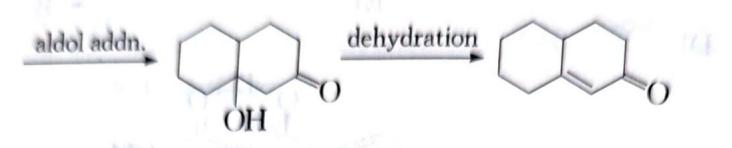 aldol addn.
dehydration
O
OH
O